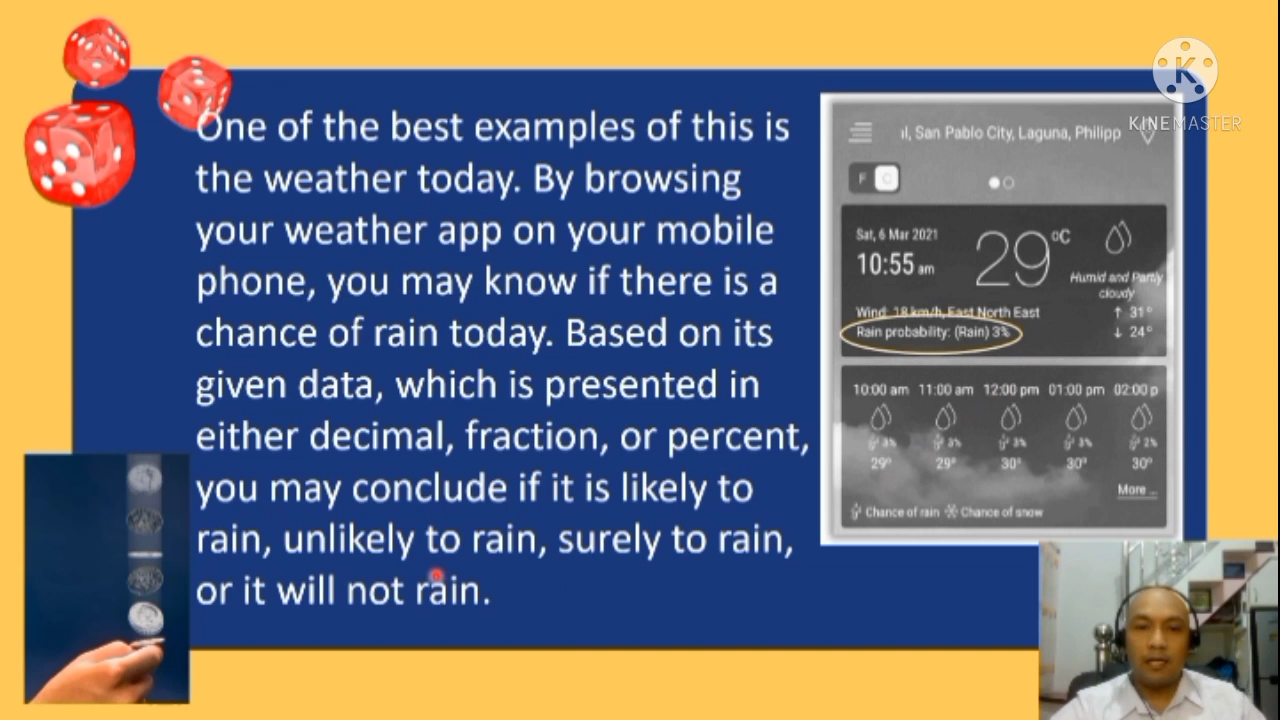 One of the best examples of this is
the weather today. By browsing
your weather app on your mobile
phone, you may know if there is a
chance of rain today. Based on its
given data, which is presented in
either decimal, fraction, or percent,
you may conclude if it is likely to
rain, unlikely to rain, surely to rain,
or it will not rain.
K
KINEMASTER
ıl, San Pablo City, Laguna, Philipp
F C
Sat, 6 Mar 2021
10:55 am
29 °C
Humid and Partly
cloudy
Wind: 18 km/h, East North East
↑ 31°
Rain probability: (Rain) 3%
↓ 24°
10:00 am 11:00 am 12:00 pm 01:00 pm 02:00 p
3% 3% 3% 3% 2%
29° 29° 30° 30° 30°
More ...
Chance of rain Chance of snow